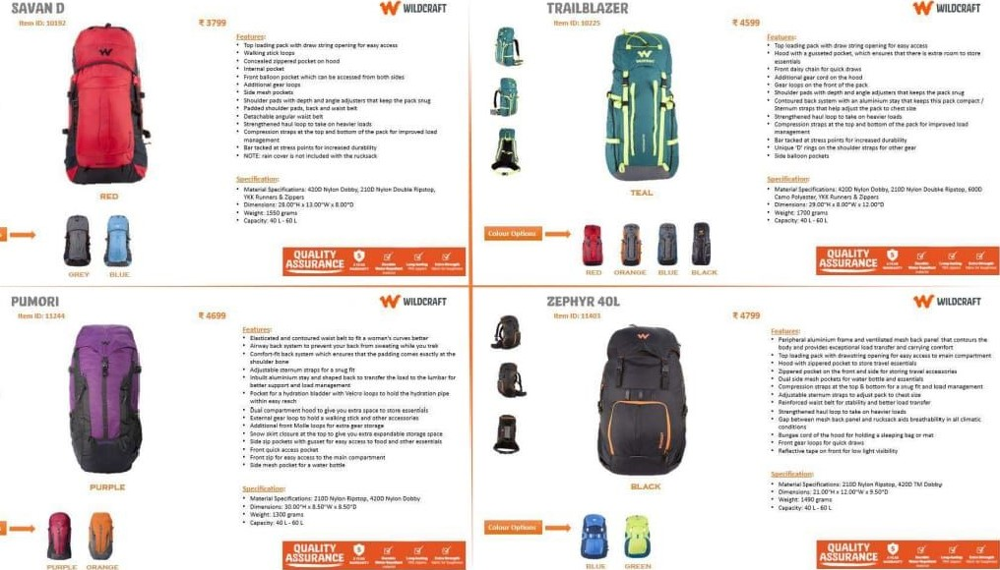 SAVAN D
WILDCRAFT
Item ID: 10192
₹ 3799
Features:
• Top loading pack with draw string opening for easy access
• Walking stick loops
• Concealed zippered pocket on hood
• Internal pocket
• Front balloon pocket which can be accessed from both sides
• Additional gear loops
• Side mesh pockets
• Shoulder pads with depth and angle adjusters that keep the pack snug
• Padded shoulder pads, back and waist belt
• Detachable angular waist belt
• Strengthened haul loop to take on heavier loads
• Compression straps at the top and bottom of the pack for improved load
management
• Bar tacked at stress points for increased durability
• NOTE: rain cover is not included with the rucksack
Specification:
• Material Specifications: 420D Nylon Dobby, 210D Nylon Double Ripstop,
YKK Runners & Zippers
• Dimensions: 28.00"H x 13.00"W x 8.00"D
• Weight: 1550 grams
• Capacity: 40 L - 60 L
RED
GREY BLUE
QUALITY
ASSURANCE
TRAILBLAZER
WILDCRAFT
Item ID: 10225
₹ 4599
Features:
• Top loading pack with draw string opening for easy access
• Hood with a gusseted pocket, which ensures that there is extra room to store
essentials
• Front daisy chain for quick draws
• Additional gear cord on the hood
• Gear loops on the front of the pack
• Shoulder pads with depth and angle adjusters that keep the pack snug
• Contoured back system with an aluminium stay that keeps this pack compact /
Sternum straps that help adjust the pack to chest size
• Strengthened haul loop to take on heavier loads
• Compression straps at the top and bottom of the pack for improved load
management
• Bar tacked at stress points for increased durability
• Unique 'D' rings on the shoulder straps for other gear
• Side balloon pockets
Specification:
• Material Specifications: 420D Nylon Dobby, 210D Nylon Double Ripstop, 600D
Camo Polyester, YKK Runners & Zippers
• Dimensions: 29.00"H x 8.00"W x 12.00"D
• Weight: 1700 grams
• Capacity: 40 L - 60 L
TEAL
Colour Options
RED ORANGE BLUE BLACK
QUALITY
ASSURANCE
PUMORI
WILDCRAFT
Item ID: 11244
₹ 4699
Features:
• Elasticated and contoured waist belt to fit a women's curves better
• Airway back system to prevent your back from sweating while you trek
• Comfort-fit back system which ensures that the padding comes exactly at the
shoulder bone
• Adjustable sternum straps for a snug fit
• Inbuilt aluminium stay and shaped back to transfer the load to the lumbar for
better support and load management
• Pocket for a hydration bladder with Velcro loops to hold the hydration pipe
within easy reach
• Dual compartment hood to give you extra space to store essentials
• External gear loop to hold a walking stick and other accessories
• Additional front Molle loops for extra gear storage
• Snow skirt closure at the top to give you extra expandable storage space
• Side zip pockets with gusset for easy access to food and other essentials
• Front quick access pocket
• Front zip for easy access to the main compartment
• Side mesh pocket for a water bottle
Specification:
• Material Specifications: 210D Nylon Ripstop, 420D Nylon Dobby
• Dimensions: 30.00"H x 8.50"W x 8.50"D
• Weight: 1300 grams
• Capacity: 40 L - 60 L
PURPLE
PURPLE ORANGE
QUALITY
ASSURANCE
ZEPHYR 40L
WILDCRAFT
Item ID: 11403
₹ 4799
Features:
• Peripheral aluminium frame and ventilated mesh back panel that contours the
body and provides exceptional load transfer and carrying comfort
• Top loading pack with drawstring opening for easy access to main compartment
• Hood with zippered pocket to store travel essentials
• Zippered pocket on the front and side for storing travel accessories
• Dual side mesh pockets for water bottle and essentials
• Compression straps at the top & bottom for a snug fit and load management
• Adjustable sternum straps to adjust pack to chest size
• Reinforced waist belt for stability and better load transfer
• Strengthened haul loop to take on heavier loads
• Gap between mesh back panel and rucksack aids breathability in all climatic
conditions
• Bungee cord of the hood for holding a sleeping bag or mat
• Front gear loops for quick draws
• Reflective tape on front for low light visibility
Specification:
• Material Specifications: 210D Nylon Ripstop, 420D TM Dobby
• Dimensions: 21.00"H x 12.00"W x 9.50"D
• Weight: 1490 grams
• Capacity: 40 L - 60 L
BLACK
Colour Options
BLUE GREEN
QUALITY
ASSURANCE